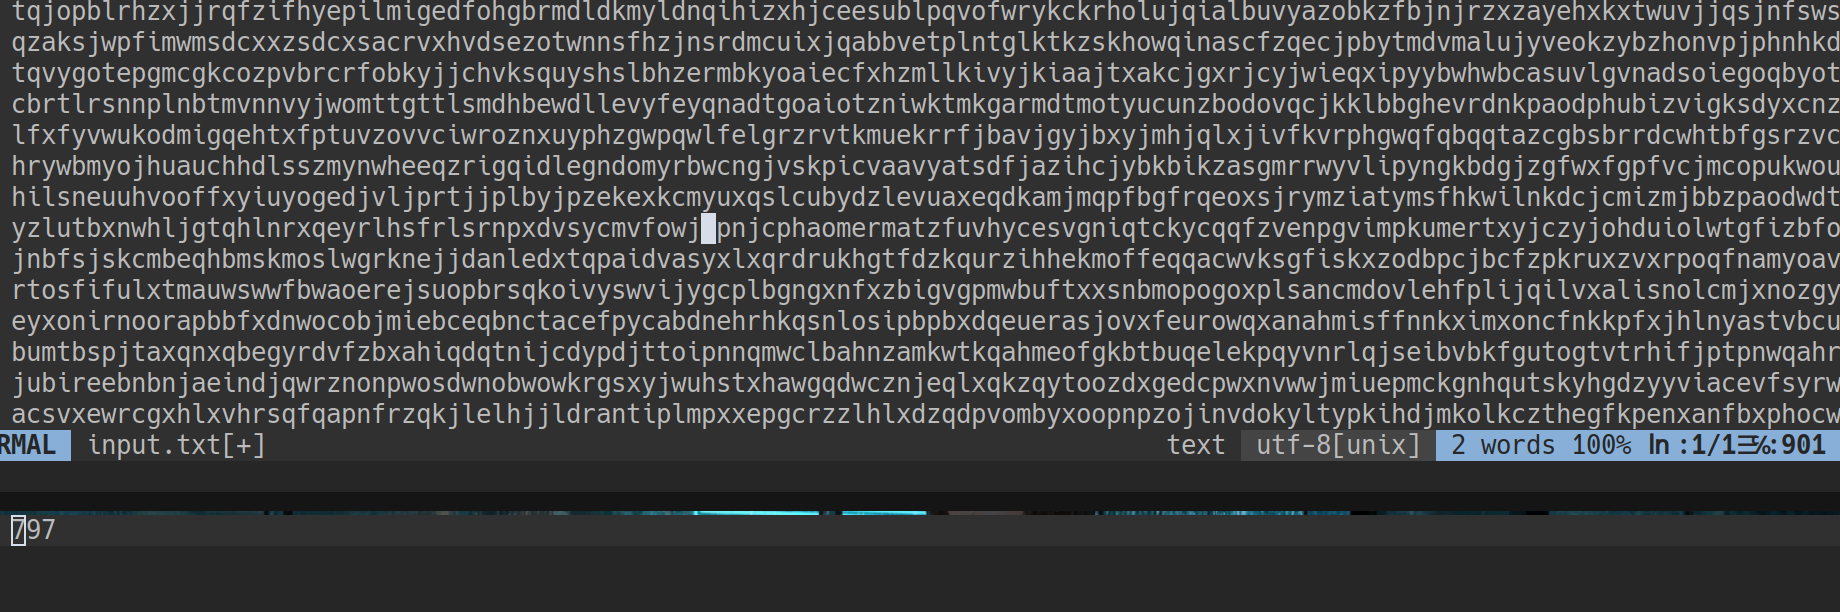 tqjopblrhzxjjrqfzifhyepilmigedfohgbrmdldkmyldnqihizxhjceesublpqvofwrykckrholujqialbuvyazobkzfbjnjrzxzayehxkxtwuvjjqsjnfsws
qzaksjwpfimwmsdcxxzsdcxsacrvxhvdsezotwnnsfhzjnsrdmcuixjqabbvetplntglktkzskhowqinascfzqecjpbytmdvmalujyveokzybzhonvpjphnhkd
tqvygotepgmcgkcozpvbrcrfobkyjjchvksquyshslbhzermbkyoaiecfxhzmllkivyjkiaajtxakcjgxrjcyjwieqxipyybwhwbcasuvlgvnadsoiegoqbyot
cbrtlrsnnplnbtmvnnvyjwomttgttlsmdhbewdllevyfeyqnadtgoaiotzniwktmkgarmdtmotyucunzbodovqcjkklbbghevrdnkpaodphubizvigksdyxcnz
lfxfyvwukodmigqehtxfptuvzovvciwroznxuyphzgwpqwlfelgrzrvtkmuekrrfjbavjgyjbxyjmhjqlxjivfkvrphgwqfqbqqtazcgbsbrrdcwhtbfgsrzvc
hrywbmyojhuauchhdlsszmynwheeqzrigqidlegndomyrbwcngjvskpicvaavyatsdfjazihcjybkbikzasgmrrwyvlipyngkbdgjzgfwxfgpfvcjmcopukwou
hilsneuuhvooffxyiuyogedjvljprtjjplbyjpzekexkcmyuxqslcubydzlevuaxeqdkamjmqpfbgfrqeoxsjrymziatymsfhkwilnkdcjcmizmjbbzpaodwdt
yzlutbxnwhljgtqhlnrxqeyrlhsfrlsrnpxdvsycmvfowj pnjcphaomermatzfuvhycesvgniqtckycqqfzvenpgvimpkumertxyjczyjohduiolwtgfizbfo
jnbfsjskcmbeqhbmskmoslwgrknejjdanledxtqpaidvasyxlxqrdrukhgtfdzkqurzihhekmoffeqqacwvksgfiskxzodbpcjbcfzpkruxzvxrpoqfnamyoav
rtosfifulxtmauwswwfbwaoerejsuopbrsqkoivyswvijygcplbgngxnfxzbigvgpmwbuftxxsnbmopogoxplsancmdovlehfplijqilvxalisnolcmjxnozgy
eyxonirnoorapbbfxdnwocobjmiebceqbnctacefpycabdnehrhkqsnlosipbpbxdqeuerasjovxfeurowqxanahmisffnnkximxoncfnkkpfxjhlnyastvbcu
bumtbspjtaxqnxqbegyrdvfzbxahiqdqtnijcdypdjttoipnnqmwclbahnzamkwtkqahmeofgkbtbuqelekpqyvnrlqjseibvbkfgutogtvtrhifjptpnwqahr
jubireebnbnjaeindjqwrznonpwosdwnobwowkrgsxyjwuhstxhawgqdwcznjeqlxqkzqytoozdxgedcpwxnvwwjmiuepmckgnhqutskyhgdzyyviacevfsyrw
acsvxewrcgxhlxvhrsqfqapnfrzqkjlelhjjldrantiplmpxxepgcrzzlhlxdzqdpvombyxoopnpzojinvdokyltypkihdjmkolkczthegfkpenxanfbxphocw
RMAL input.txt[+] text utf-8[unix] 2 words 100% ln :1/1☰℅:901
797